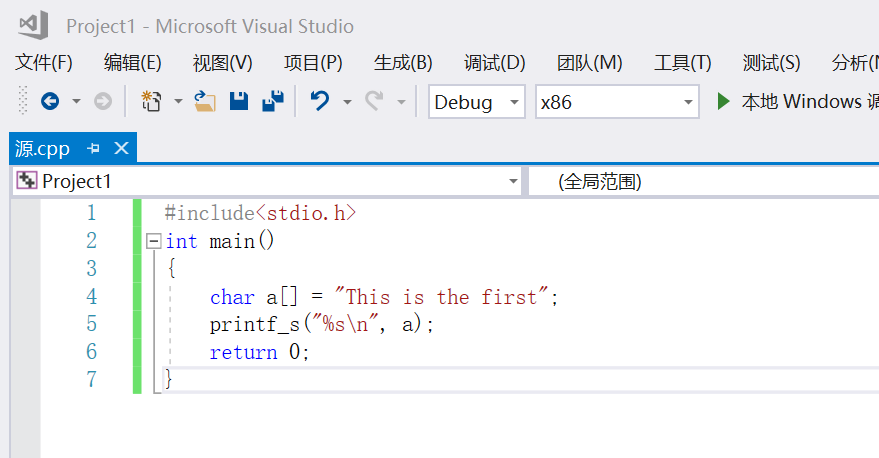 Project1 - Microsoft Visual Studio
文件(F) 编辑(E) 视图(V) 项目(P) 生成(B) 调试(D) 团队(M) 工具(T) 测试(S) 分析(
Debug x86 本地 Windows
源.cpp
Project1 (全局范围)
1 #include<stdio.h>
2 int main()
3 {
4 char a[] = "This is the first";
5 printf_s("%s\n", a);
6 return 0;
7 }